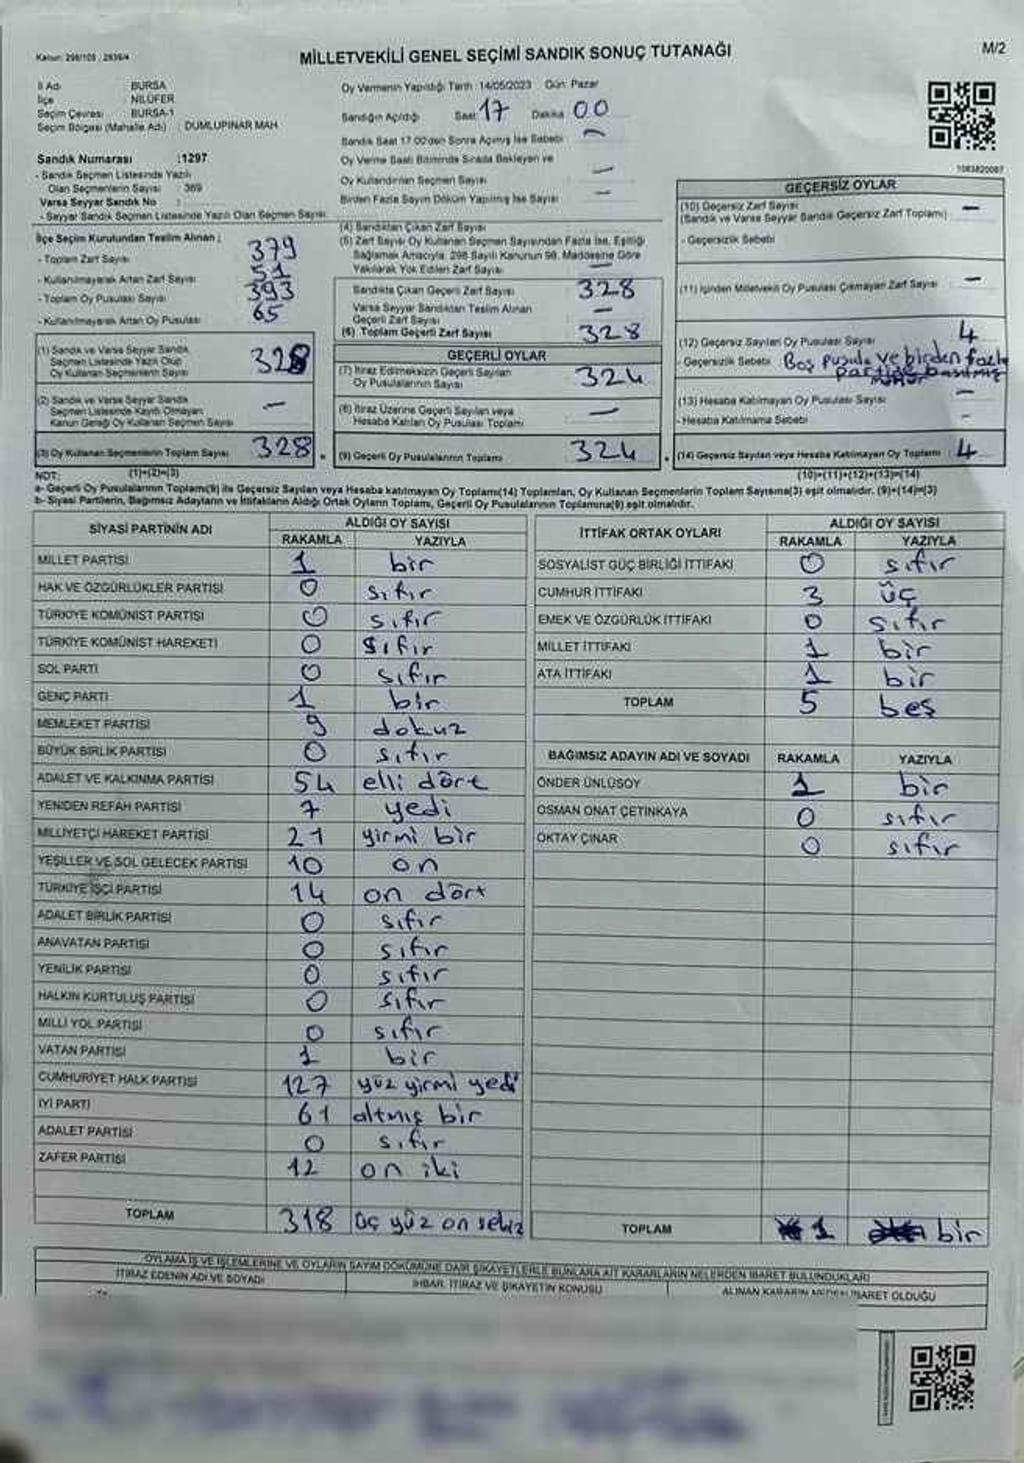 Kanun: 298/105 , 2839/4
MİLLETVEKİLİ GENEL SEÇİMİ SANDIK SONUÇ TUTANAĞI
M/2
İl Adı BURSA
İlçe NİLÜFER
Seçim Çevresi BURSA-1
Seçim Bölgesi (Mahalle Adı) DUMLUPINAR MAH
Sandık Numarası :1297
- Sandık Seçmen Listesinde Yazılı
Olan Seçmenlerin Sayısı 369
Varsa Seyyar Sandık No :
- Seyyar Sandık Seçmen Listesinde Yazılı Olan Seçmen Sayısı
Oy Vermenin Yapıldığı Tarih :14/05/2023 Gün: Pazar
Sandığın Açıldığı Saat 17 Dakika 00
Sandık Saat 17.00'den Sonra Açılmış İse Sebebi
Oy Verme Saati Bitiminde Sırada Bekleyen ve
Oy Kullandırılan Seçmen Sayısı —
Birden Fazla Sayım Döküm Yapılmış İse Sayısı —
1083820007
İlçe Seçim Kurulundan Teslim Alınan ;
- Toplam Zarf Sayısı 379
- Kullanılmayarak Artan Zarf Sayısı 51
- Toplam Oy Pusulası Sayısı 393
- Kullanılmayarak Artan Oy Pusulası 65
(1) Sandık ve Varsa Seyyar Sandık
Seçmen Listesinde Yazılı Olup
Oy Kullanan Seçmenlerin Sayısı 328
(2) Sandık ve Varsa Seyyar Sandık
Seçmen Listesinde Kayıtlı Olmayan
Kanun Gereği Oy Kullanan Seçmen Sayısı —
(3) Oy Kullanan Seçmenlerin Toplam Sayısı 328
(1)+(2)=(3)
(4) Sandıktan Çıkan Zarf Sayısı
(5) Zarf Sayısı Oy Kullanan Seçmen Sayısından Fazla İse, Eşitliği
Sağlamak Amacıyla, 298 Sayılı Kanunun 98. Maddesine Göre
Yakılarak Yok Edilen Zarf Sayısı —
Sandıkta Çıkan Geçerli Zarf Sayısı 328
Varsa Seyyar Sandıktan Teslim Alınan
Geçerli Zarf Sayısı —
(6) Toplam Geçerli Zarf Sayısı 328
GEÇERLİ OYLAR
(7) İtiraz Edilmeksizin Geçerli Sayılan
Oy Pusulalarının Sayısı 324
(8) İtiraz Üzerine Geçerli Sayılan veya
Hesaba Katılan Oy Pusulası Toplamı —
(9) Geçerli Oy Pusulalarının Toplamı 324
GEÇERSİZ OYLAR
(10) Geçersiz Zarf Sayısı —
(Sandık ve Varsa Seyyar Sandık Geçersiz Zarf Toplamı)
- Geçersizlik Sebebi
(11) İçinden Milletvekili Oy Pusulası Çıkmayan Zarf Sayısı —
(12) Geçersiz Sayılan Oy Pusulası Sayısı 4
- Geçersizlik Sebebi Boş pusula ve birden fazla
partide basılmış
mühür
(13) Hesaba Katılmayan Oy Pusulası Sayısı —
- Hesaba Katılmama Sebebi -
(14) Geçersiz Sayılan veya Hesaba Katılmayan Oy Toplamı 4
(10)+(11)+(12)+(13)=(14)
NOT:
a- Geçerli Oy Pusulalarının Toplamı(9) ile Geçersiz Sayılan veya Hesaba katılmayan Oy Toplamı(14) Toplamları, Oy Kullanan Seçmenlerin Toplam Sayısına(3) eşit olmalıdır. (9)+(14)=(3)
b- Siyasi Partilerin, Bağımsız Adayların ve İttifakların Aldığı Ortak Oyların Toplamı, Geçerli Oy Pusulalarının Toplamına(9) eşit olmalıdır.
SİYASİ PARTİNİN ADI ALDIĞI OY SAYISI
RAKAMLA YAZIYLA
MİLLET PARTİSİ 1 bir
HAK VE ÖZGÜRLÜKLER PARTİSİ 0 sıfır
TÜRKİYE KOMÜNİST PARTİSİ 0 sıfır
TÜRKİYE KOMÜNİST HAREKETİ 0 sıfır
SOL PARTİ 0 sıfır
GENÇ PARTİ 1 bir
MEMLEKET PARTİSİ 9 dokuz
BÜYÜK BİRLİK PARTİSİ 0 sıfır
ADALET VE KALKINMA PARTİSİ 54 elli dört
YENİDEN REFAH PARTİSİ 7 yedi
MİLLİYETÇİ HAREKET PARTİSİ 21 yirmi bir
YEŞİLLER VE SOL GELECEK PARTİSİ 10 on
TÜRKİYE İŞÇİ PARTİSİ 14 on dört
ADALET BİRLİK PARTİSİ 0 sıfır
ANAVATAN PARTİSİ 0 sıfır
YENİLİK PARTİSİ 0 sıfır
HALKIN KURTULUŞ PARTİSİ 0 sıfır
MİLLİ YOL PARTİSİ 0 sıfır
VATAN PARTİSİ 1 bir
CUMHURİYET HALK PARTİSİ 127 yüz yirmi yedi
İYİ PARTİ 61 altmış bir
ADALET PARTİSİ 0 sıfır
ZAFER PARTİSİ 12 on iki
TOPLAM 318 üç yüz on sekiz
İTTİFAK ORTAK OYLARI ALDIĞI OY SAYISI
RAKAMLA YAZIYLA
SOSYALİST GÜÇ BİRLİĞİ İTTİFAKI 0 sıfır
CUMHUR İTTİFAKI 3 üç
EMEK VE ÖZGÜRLÜK İTTİFAKI 0 sıfır
MİLLET İTTİFAKI 1 bir
ATA İTTİFAKI 1 bir
TOPLAM 5 beş
BAĞIMSIZ ADAYIN ADI VE SOYADI RAKAMLA YAZIYLA
ÖNDER ÜNLÜSOY 1 bir
OSMAN ONAT ÇETİNKAYA 0 sıfır
OKTAY ÇINAR 0 sıfır
TOPLAM 1 bir
OYLAMA İŞ VE İŞLEMLERİNE VE OYLARIN SAYIM DÖKÜMÜNE DAİR ŞİKAYETLERLE BUNLARA AİT KARARLARIN NELERDEN İBARET BULUNDUKLARI
İTİRAZ EDENİN ADI VE SOYADI İHBAR, İTİRAZ VE ŞİKAYETİN KONUSU ALINAN KARARIN NEDEN İBARET OLDUĞU